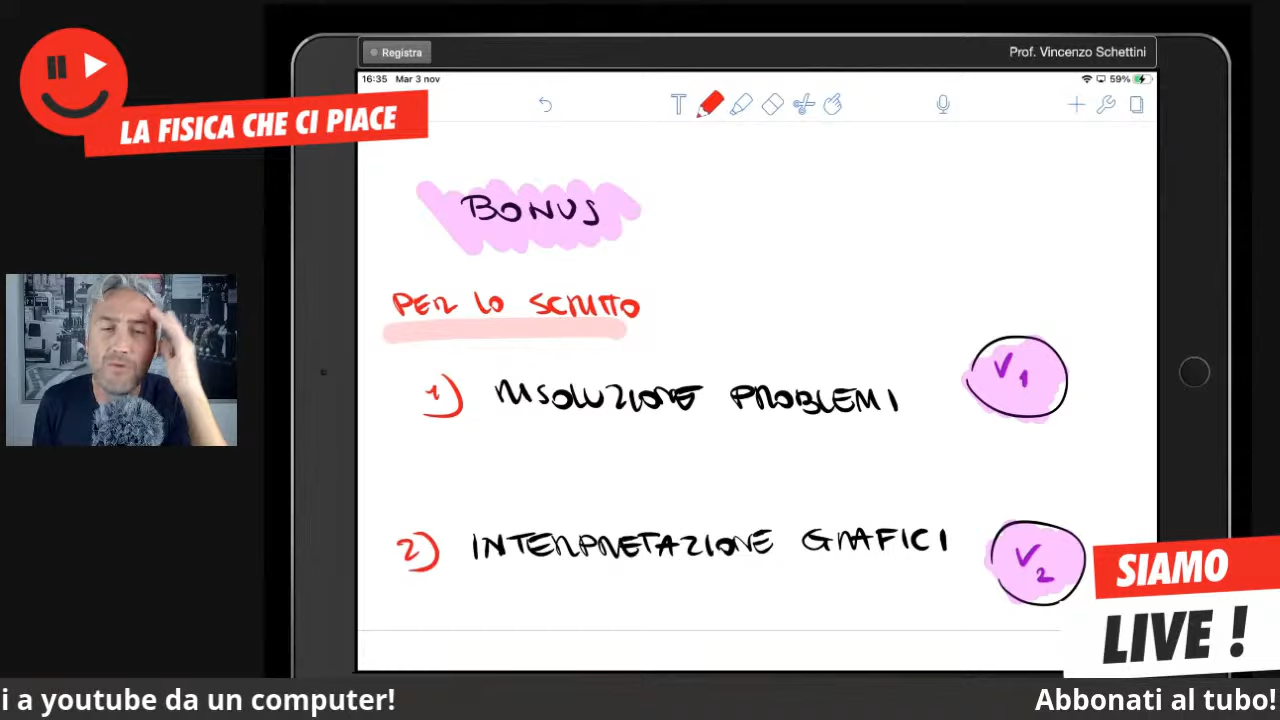 Registra
Prof. Vincenzo Schettini
16:35 Mar 3 nov
59%
LA FISICA CHE CI PIACE
BONUS
PER LO SCRITTO
1) RISOLUZIONE PROBLEMI
V1
2) INTERPRETAZIONE GRAFICI
V2
SIAMO
LIVE !
i a youtube da un computer!
Abbonati al tubo!